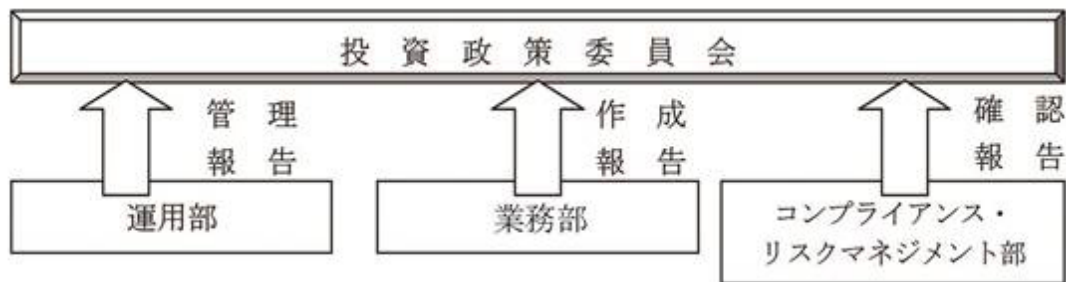 投資政策委員会
管理
報告
作成
報告
確認
報告
運用部
業務部
コンプライアンス・
リスクマネジメント部